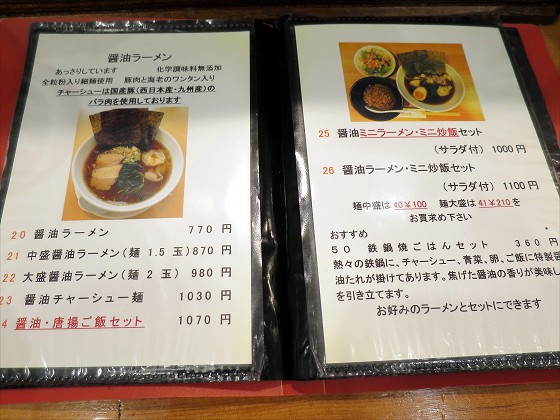 醤油ラーメン
あっさりしています　化学調味料無添加
全粒粉入り細麺使用　豚肉と海老のワンタン入り
チャーシューは国産豚（西日本産・九州産）の
バラ肉を使用しております
20 醤油ラーメン 770 円
21 中盛醤油ラーメン（麺 1.5 玉）870 円
22 大盛醤油ラーメン（麺 2 玉） 980 円
23 醤油チャーシュー麺 1030 円
4 醤油・唐揚ご飯セット 1070 円
25 醤油ミニラーメン・ミニ炒飯セット
（サラダ付） 1000 円
26 醤油ラーメン・ミニ炒飯セット
（サラダ付） 1100 円
麺中盛は 40￥100 麺大盛は 41￥210 を
お買求め下さい
おすすめ
50 鉄鍋焼ごはんセット 360 円
熱々の鉄鍋に、チャーシュー、青菜、卵、ご飯に特製醤
油たれが掛けてあります。焦げた醤油の香りが美味し
を引き立てます。
お好みのラーメンとセットにできます